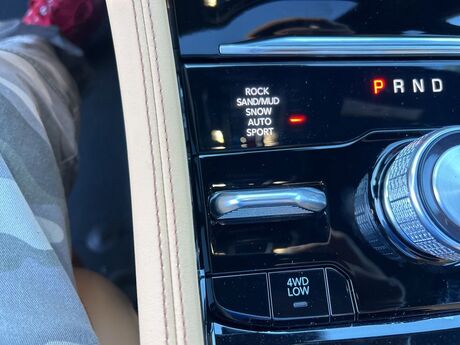 ROCK
SAND/MUD
SNOW
AUTO
SPORT
P R N D
4WD
LOW